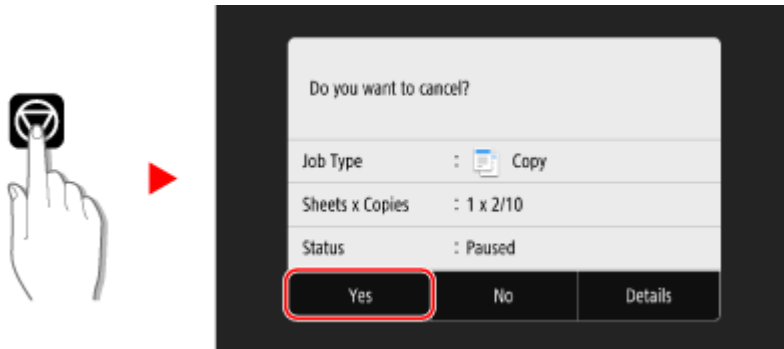 Do you want to cancel?
Job Type : Copy
Sheets x Copies : 1 x 2/10
Status : Paused
Yes No Details